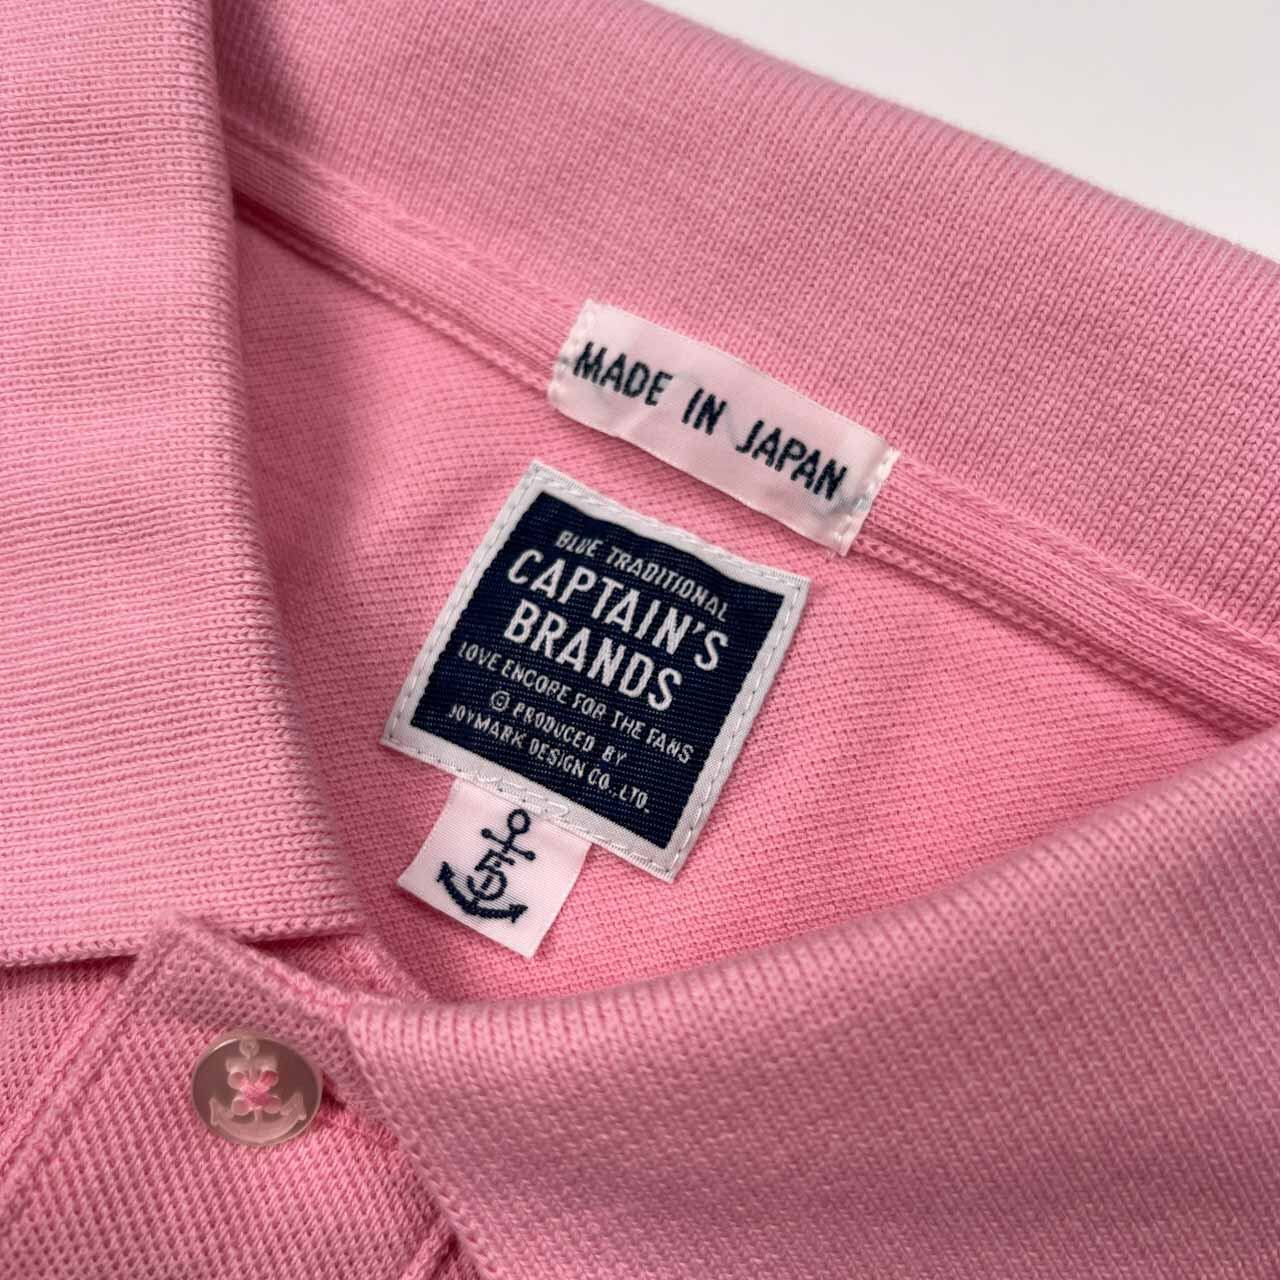 MADE IN JAPAN
BLUE TRADITIONAL
CAPTAIN'S
BRANDS
LOVE ENCORE FOR THE FANS
© PRODUCED BY
JOYMARK DESIGN CO., LTD.
5